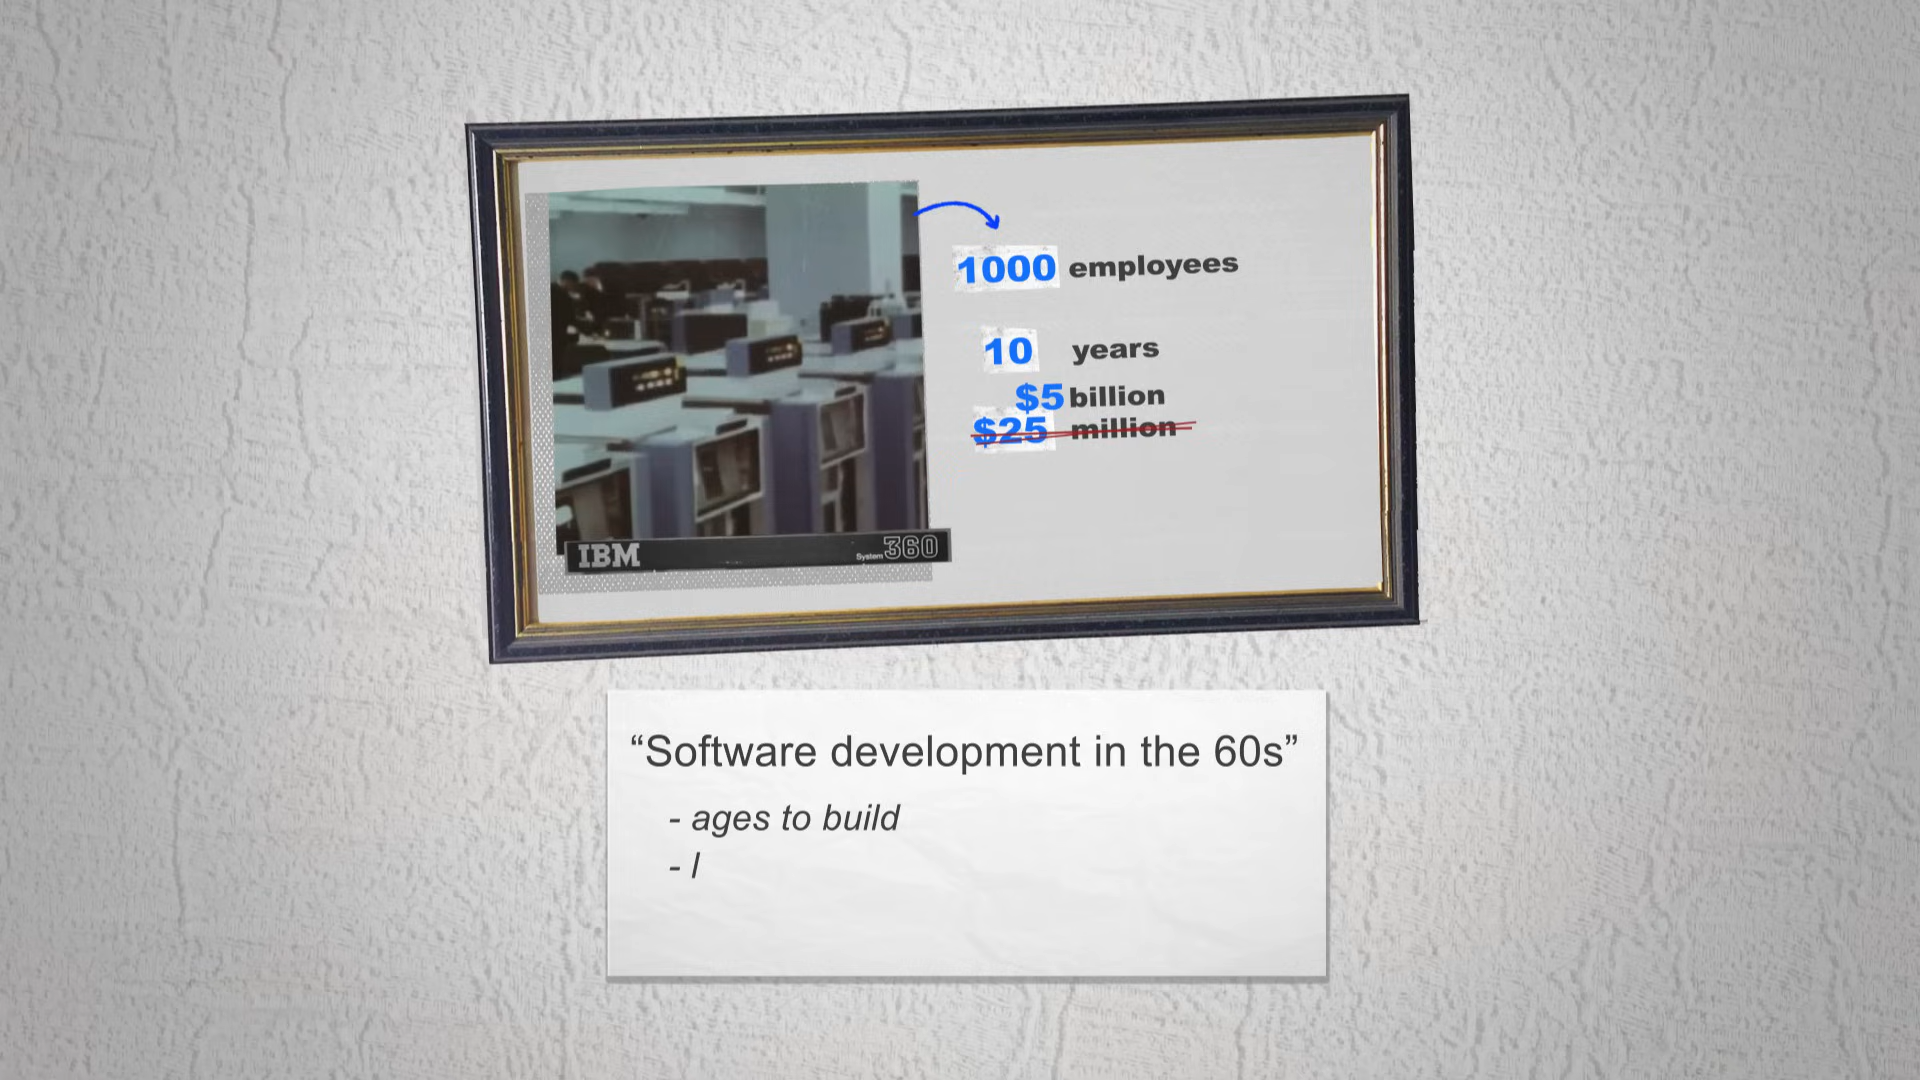 1000 employees
10 years
$5 billion
$25 million
IBM System 360
“Software development in the 60s”
- ages to build
- l